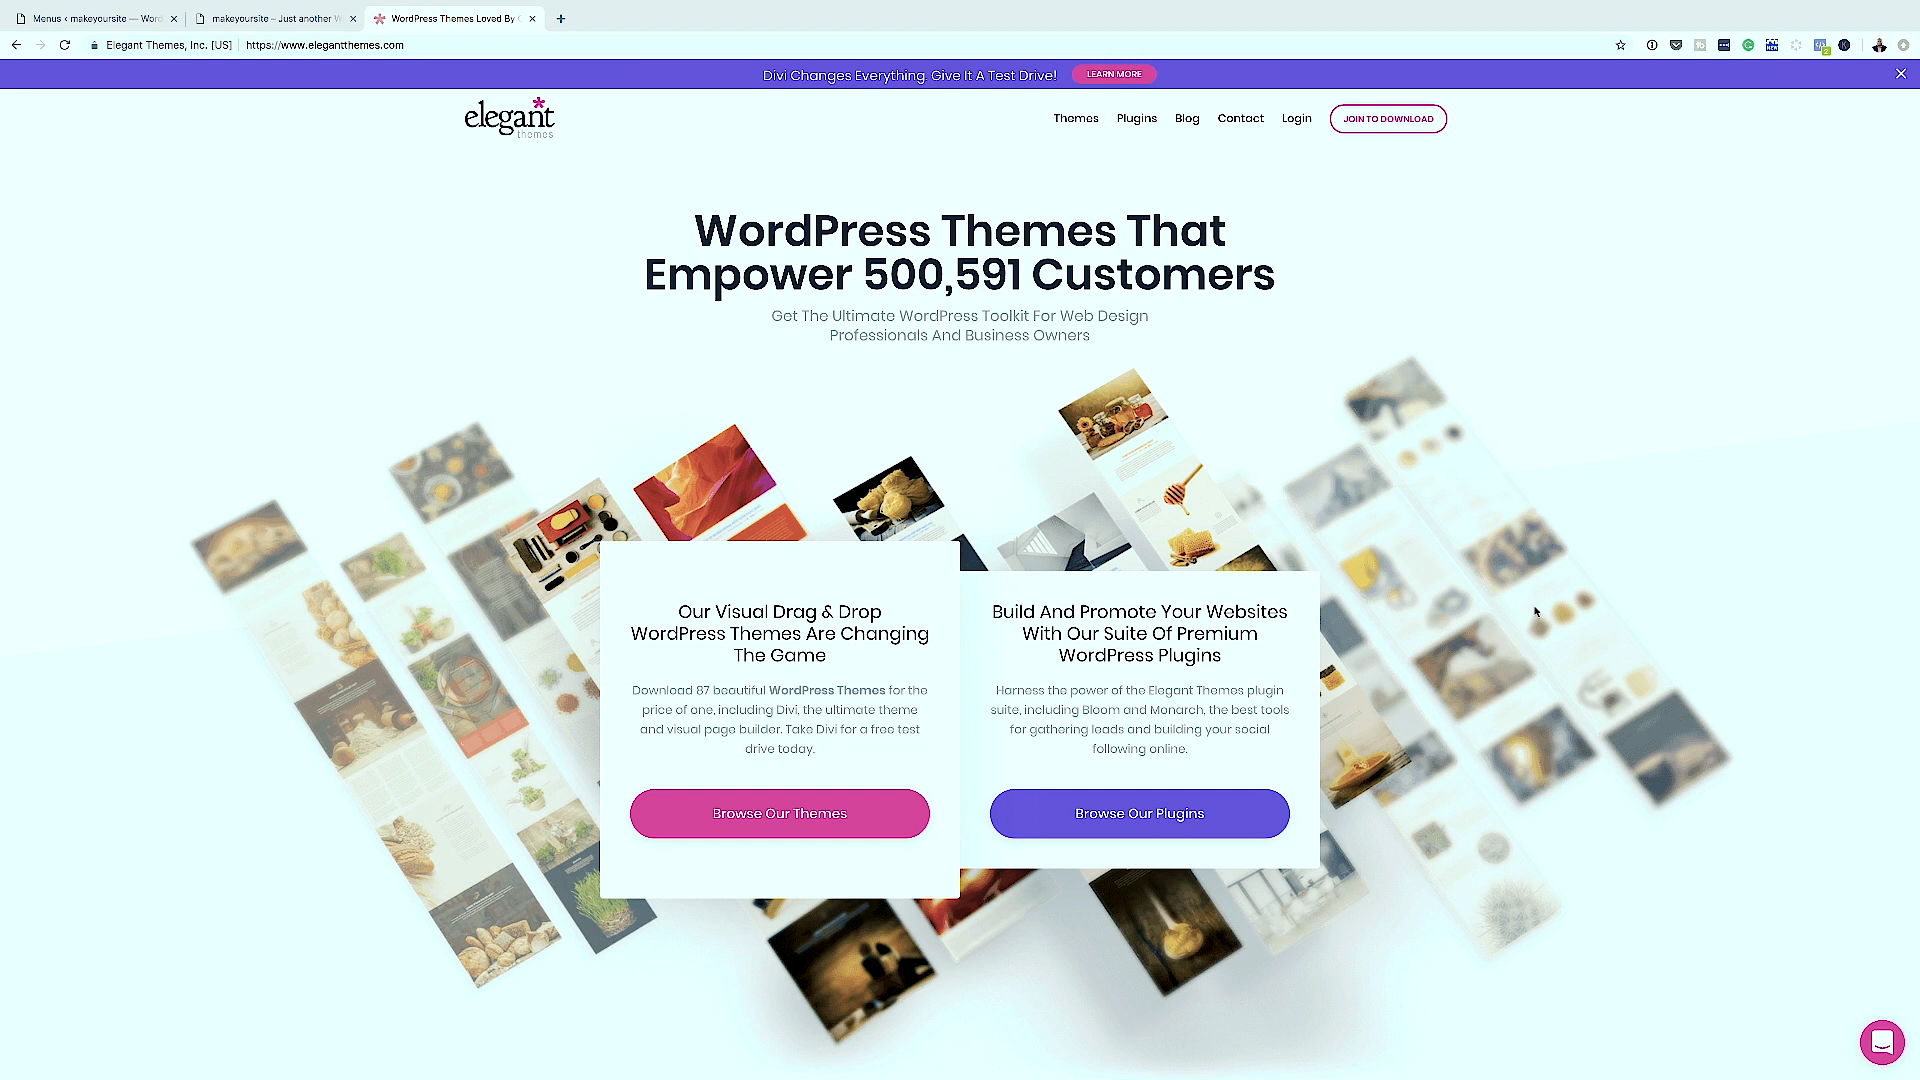 Menus ‹ makeyoursite — Word
makeyoursite – Just another W
WordPress Themes Loved By
Elegant Themes, Inc. [US]
https://www.elegantthemes.com
Divi Changes Everything. Give It A Test Drive!
LEARN MORE
elegant
themes
Themes
Plugins
Blog
Contact
Login
JOIN TO DOWNLOAD
WordPress Themes That
Empower 500,591 Customers
Get The Ultimate WordPress Toolkit For Web Design
Professionals And Business Owners
Our Visual Drag & Drop
WordPress Themes Are Changing
The Game
Download 87 beautiful WordPress Themes for the
price of one, including Divi, the ultimate theme
and visual page builder. Take Divi for a free test
drive today.
Browse Our Themes
Build And Promote Your Websites
With Our Suite Of Premium
WordPress Plugins
Harness the power of the Elegant Themes plugin
suite, including Bloom and Monarch, the best tools
for gathering leads and building your social
following online.
Browse Our Plugins